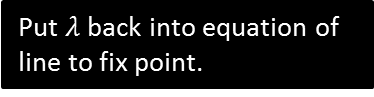 Put λ back into equation of
line to fix point.